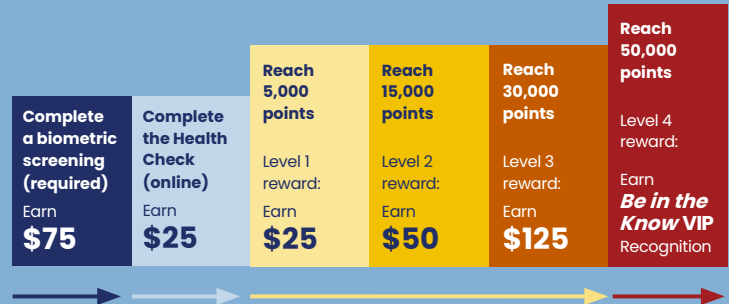 Complete
a biometric
screening
(required)
Earn
$75
Complete
the Health
Check
(online)
Earn
$25
Reach
5,000
points
Level 1
reward:
Earn
$25
Reach
15,000
points
Level 2
reward:
Earn
$50
Reach
30,000
points
Level 3
reward:
Earn
$125
Reach
50,000
points
Level 4
reward:
Earn
Be in the
Know VIP
Recognition